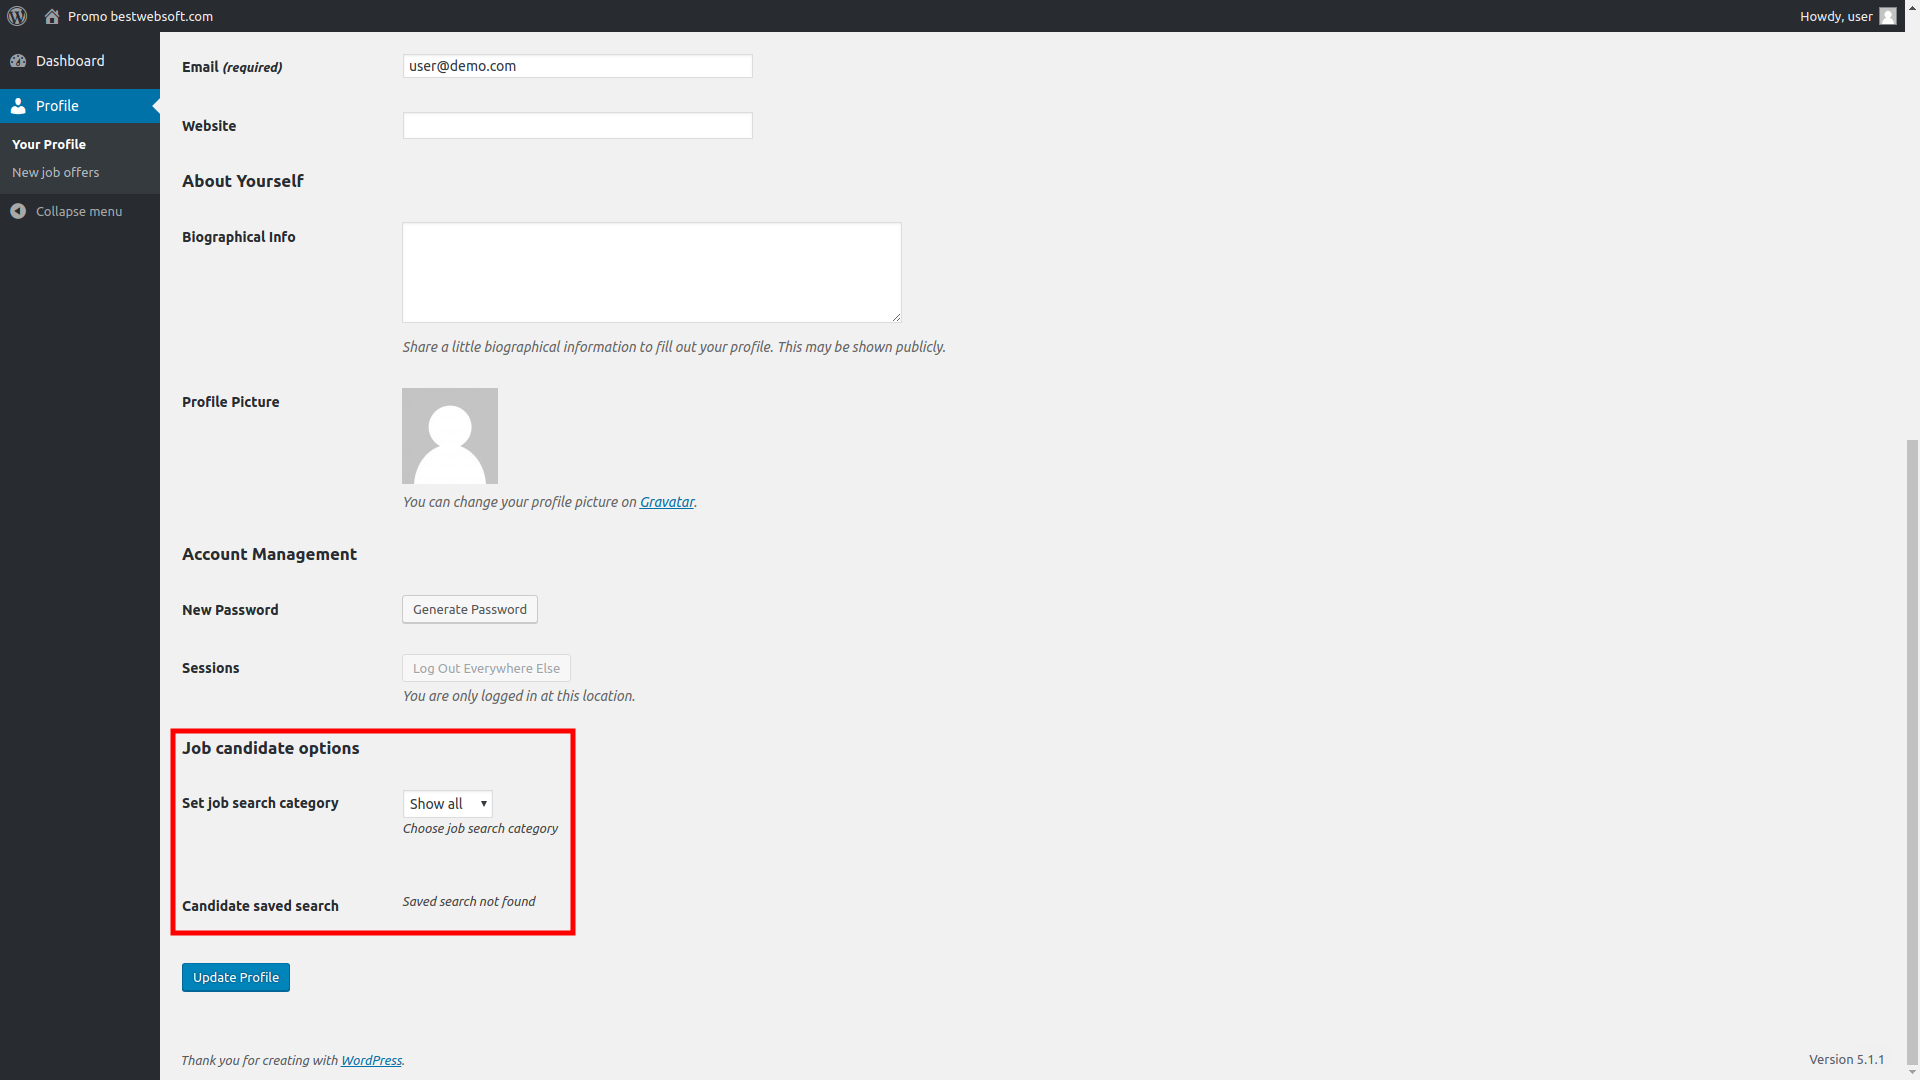 Promo bestwebsoft.com
Howdy, user
Dashboard
Profile
Your Profile
New job offers
Collapse menu
Email (required)
user@demo.com
Website
About Yourself
Biographical Info
Share a little biographical information to fill out your profile. This may be shown publicly.
Profile Picture
You can change your profile picture on Gravatar.
Account Management
New Password
Generate Password
Sessions
Log Out Everywhere Else
You are only logged in at this location.
Job candidate options
Set job search category
Show all
Choose job search category
Candidate saved search
Saved search not found
Update Profile
Thank you for creating with WordPress.
Version 5.1.1